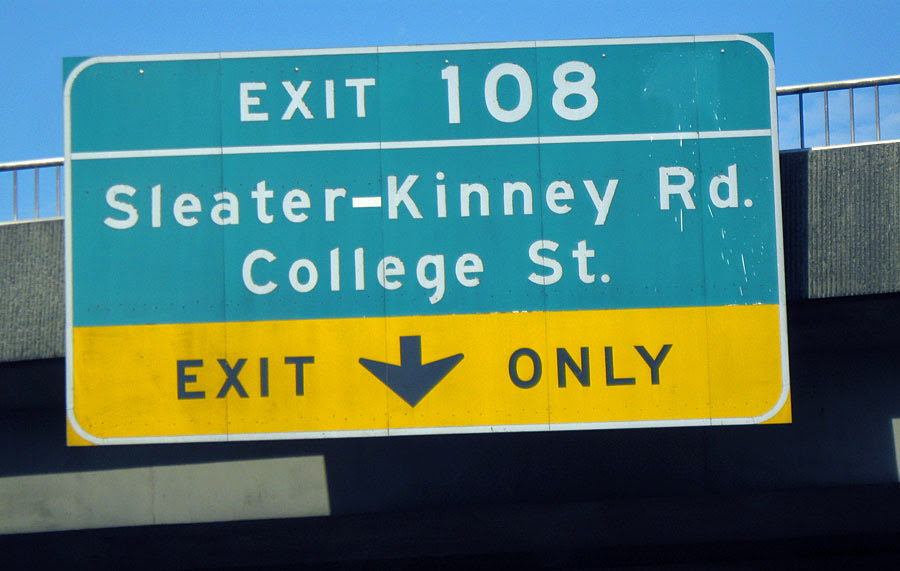 EXIT 108
Sleater-Kinney Rd.
College St.
EXIT ONLY